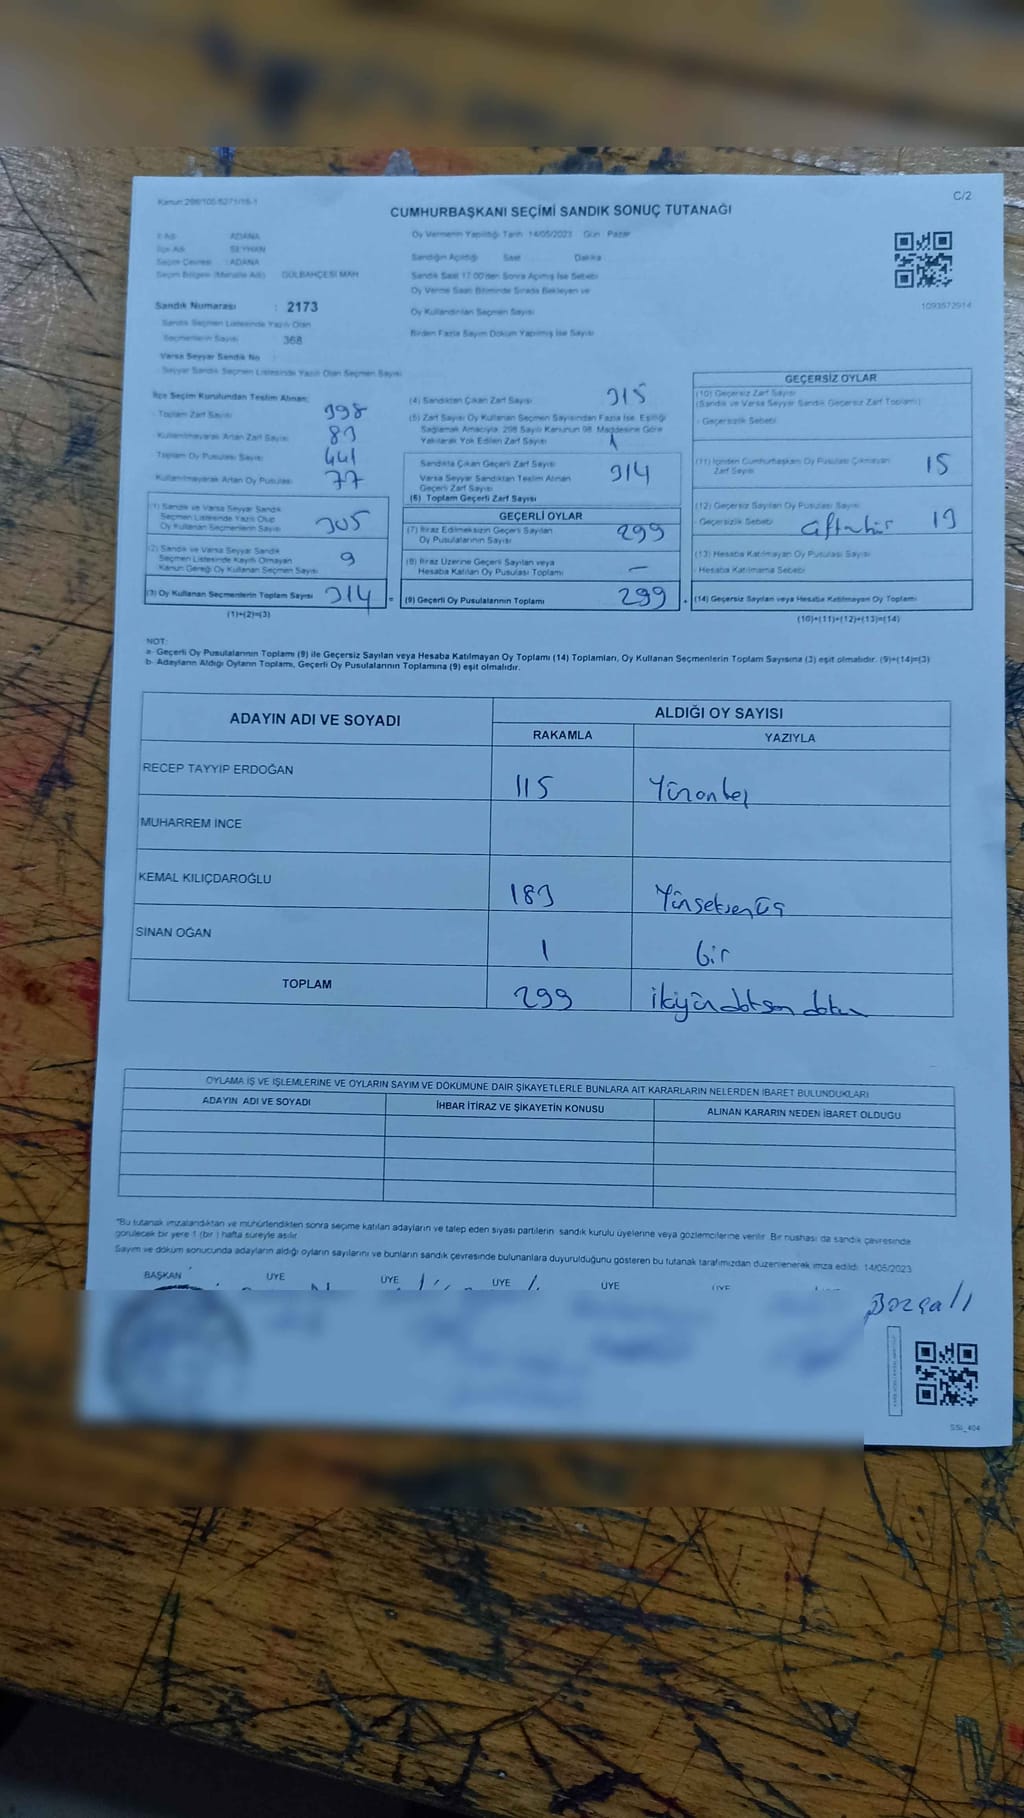 Kanun:298/105-6271/16-1
C/2
CUMHURBAŞKANI SEÇİMİ SANDIK SONUÇ TUTANAĞI
İl Adı : ADANA
İlçe Adı : SEYHAN
Seçim Çevresi : ADANA
Seçim Bölgesi (Mahalle Adı) : GÜLBAHÇESİ MAH
Sandık Numarası : 2173
Sandık Seçmen Listesinde Yazılı Olan
Seçmenlerin Sayısı 368
Varsa Seyyar Sandık No
Seyyar Sandık Seçmen Listesinde Yazılı Olan Seçmen Sayısı
Oy Vermenin Yapıldığı Tarih 14/05/2023 Gün : Pazar
Sandığın Açıldığı Saat Dakika
Sandık Saat 17:00'den Sonra Açılmış İse Sebebi
Oy Verme Saati Bitiminde Sırada Bekleyen ve
Oy Kullandırılan Seçmen Sayısı
Birden Fazla Sayım Döküm Yapılmış İse Sayısı
1093572914
İlçe Seçim Kurulundan Teslim Alınan:
Toplam Zarf Sayısı 398
Kullanılmayarak Artan Zarf Sayısı 83
Toplam Oy Pusulası Sayısı 441
Kullanılmayarak Artan Oy Pusulası 77
(1) Sandık ve Varsa Seyyar Sandık
Seçmen Listesinde Yazılı Olup
Oy Kullanan Seçmenlerin Sayısı 305
(2) Sandık ve Varsa Seyyar Sandık
Seçmen Listesinde Kayıtlı Olmayan
Kanun Gereği Oy Kullanan Seçmen Sayısı 9
(3) Oy Kullanan Seçmenlerin Toplam Sayısı 314
(1)+(2)=(3)
(4) Sandıktan Çıkan Zarf Sayısı 315
(5) Zarf Sayısı Oy Kullanan Seçmen Sayısından Fazla İse, Eşitliği
Sağlamak Amacıyla, 298 Sayılı Kanunun 98. Maddesine Göre
Yakılarak Yok Edilen Zarf Sayısı 1
Sandıkta Çıkan Geçerli Zarf Sayısı
Varsa Seyyar Sandıktan Teslim Alınan
Geçerli Zarf Sayısı
(6) Toplam Geçerli Zarf Sayısı
314
GEÇERLİ OYLAR
(7) İtiraz Edilmeksizin Geçerli Sayılan
Oy Pusulalarının Sayısı 299
(8) İtiraz Üzerine Geçerli Sayılan veya
Hesaba Katılan Oy Pusulası Toplamı —
= (9) Geçerli Oy Pusulalarının Toplamı 299 +
GEÇERSİZ OYLAR
(10) Geçersiz Zarf Sayısı
(Sandık ve Varsa Seyyar Sandık Geçersiz Zarf Toplamı)
Geçersizlik Sebebi
(11) İçinden Cumhurbaşkanı Oy Pusulası Çıkmayan
Zarf Sayısı 15
(12) Geçersiz Sayılan Oy Pusulası Sayısı
Geçersizlik Sebebi
(13) Hesaba Katılmayan Oy Pusulası Sayısı
Hesaba Katılmama Sebebi
(14) Geçersiz Sayılan veya Hesaba Katılmayan Oy Toplamı
(10)+(11)+(12)+(13)=(14)
NOT:
a- Geçerli Oy Pusulalarının Toplamı (9) ile Geçersiz Sayılan veya Hesaba Katılmayan Oy Toplamı (14) Toplamları, Oy Kullanan Seçmenlerin Toplam Sayısına (3) eşit olmalıdır. (9)+(14)=(3)
b- Adayların Aldığı Oyların Toplamı, Geçerli Oy Pusulalarının Toplamına (9) eşit olmalıdır.
ADAYIN ADI VE SOYADI
ALDIĞI OY SAYISI
RAKAMLA YAZIYLA
RECEP TAYYİP ERDOĞAN 115 Yüzonbeş
MUHARREM İNCE
KEMAL KILIÇDAROĞLU 183 Yüzseksenüç
SİNAN OĞAN 1 bir
TOPLAM 299 ikiyüzdoksan dokuz
OYLAMA İŞ VE İŞLEMLERİNE VE OYLARIN SAYIM VE DÖKÜMÜNE DAİR ŞİKAYETLERLE BUNLARA AİT KARARLARIN NELERDEN İBARET BULUNDUKLARI
ADAYIN ADI VE SOYADI İHBAR İTİRAZ VE ŞİKAYETİN KONUSU ALINAN KARARIN NEDEN İBARET OLDUĞU
*Bu tutanak imzalandıktan ve mühürlendikten sonra seçime katılan adayların ve talep eden siyasi partilerin sandık kurulu üyelerine veya gözlemcilerine verilir. Bir nüshası da sandık çevresinde
görülecek bir yere 1 (bir) hafta süreyle asılır
Sayım ve döküm sonucunda adayların aldığı oyların sayılarını ve bunların sandık çevresinde bulunanlara duyurulduğunu gösteren bu tutanak tarafımızdan düzenlenerek imza edildi. 14/05/2023
BAŞKAN ÜYE ÜYE ÜYE ÜYE ÜYE
Bozçalı
SSL_404